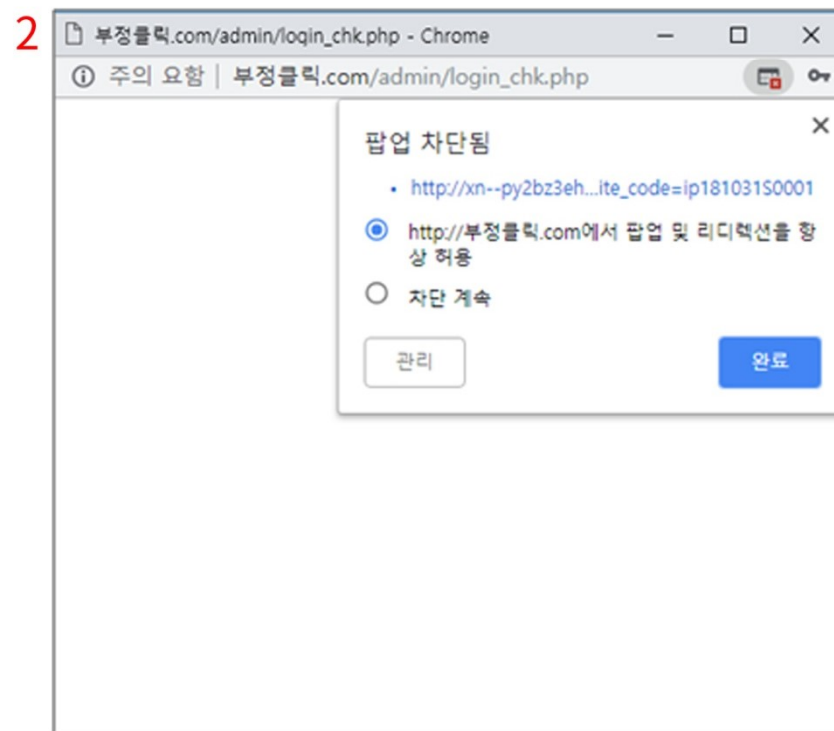 2
부정클릭.com/admin/login_chk.php - Chrome
주의 요함 | 부정클릭.com/admin/login_chk.php
팝업 차단됨
• http://xn--py2bz3eh...ite_code=ip181031S0001
http://부정클릭.com에서 팝업 및 리디렉션을 항
상 허용
차단 계속
관리 완료